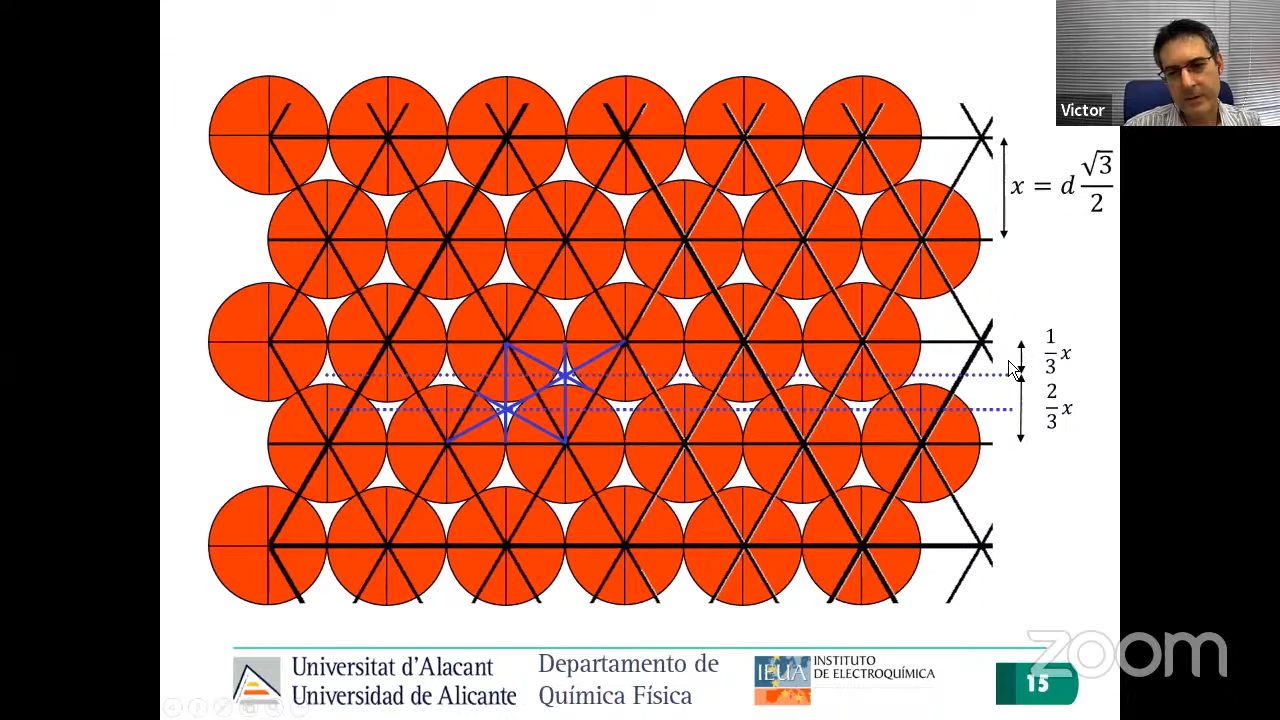 Victor
x = d √3/2
1/3 x
2/3 x
Universitat d'Alacant
Universidad de Alicante
Departamento de
Química Física
IEUA
INSTITUTO
DE ELECTROQUÍMICA
15
zoom